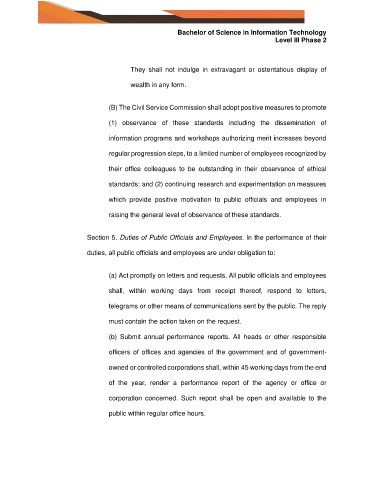 Bachelor of Science in Information Technology
Level III Phase 2
They shall not indulge in extravagant or ostentatious display of
wealth in any form.
(B) The Civil Service Commission shall adopt positive measures to promote
(1) observance of these standards including the dissemination of
information programs and workshops authorizing merit increases beyond
regular progression steps, to a limited number of employees recognized by
their office colleagues to be outstanding in their observance of ethical
standards; and (2) continuing research and experimentation on measures
which provide positive motivation to public officials and employees in
raising the general level of observance of these standards.
Section 5. Duties of Public Officials and Employees. In the performance of their
duties, all public officials and employees are under obligation to:
(a) Act promptly on letters and requests. All public officials and employees
shall, within working days from receipt thereof, respond to letters,
telegrams or other means of communications sent by the public. The reply
must contain the action taken on the request.
(b) Submit annual performance reports. All heads or other responsible
officers of offices and agencies of the government and of government-
owned or controlled corporations shall, within 45 working days from the end
of the year, render a performance report of the agency or office or
corporation concerned. Such report shall be open and available to the
public within regular office hours.